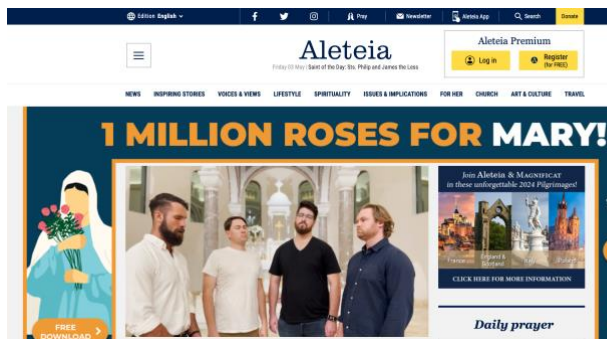 Edition English
Pray
Newsletter
Aleteia App
Search
Donate
Aleteia
Friday 03 May | Saint of the Day: Sts. Philip and James the Less
Aleteia Premium
Log in
Register
(for FREE)
NEWS INSPIRING STORIES VOICES & VIEWS LIFESTYLE SPIRITUALITY ISSUES & IMPLICATIONS FOR HER CHURCH ART & CULTURE TRAVEL
1 MILLION ROSES FOR MARY!
Join Aleteia & MAGNIFICAT
in these unforgettable 2024 Pilgrimages!
France
England &
Scotland
Italy
Poland
CLICK HERE FOR MORE INFORMATION
Daily prayer
FREE
DOWNLOAD